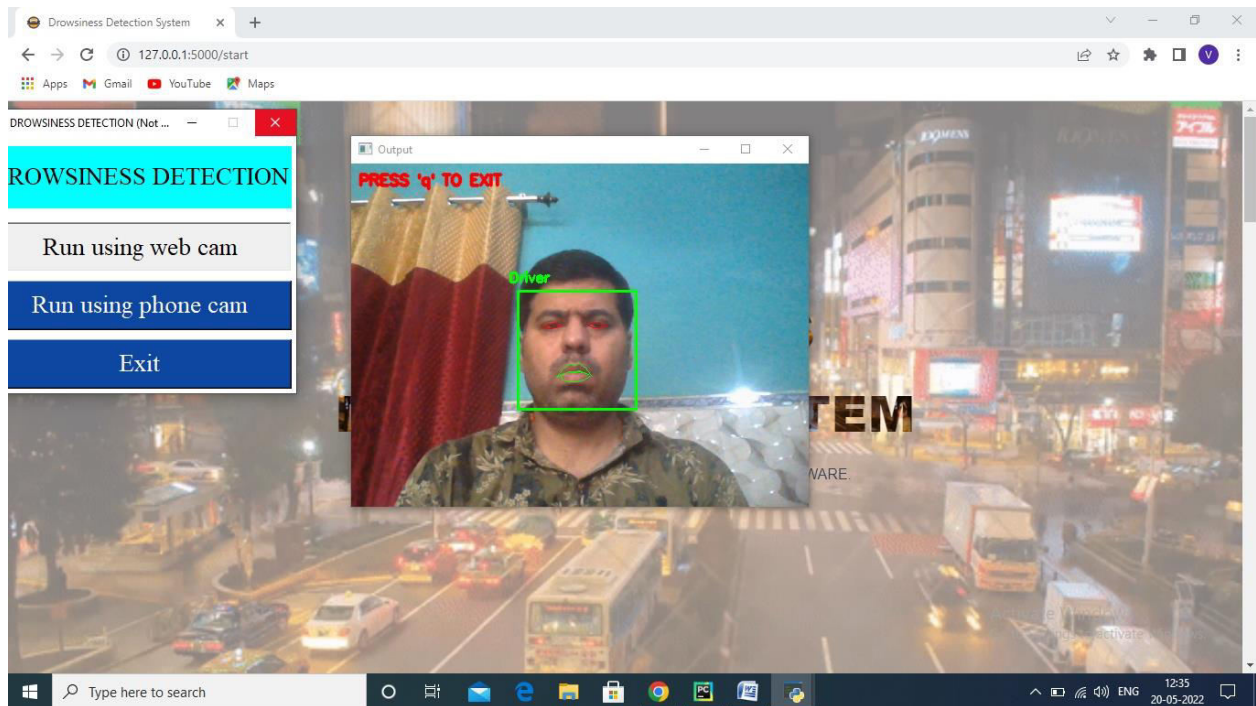 Drowsiness Detection System
127.0.0.1:5000/start
Apps Gmail YouTube Maps
DROWSINESS DETECTION (Not ...
ROWSINESS DETECTION
Run using web cam
Run using phone cam
Exit
Output
PRESS 'q' TO EXIT
Driver
TEM
WARE.
V
Type here to search
ENG
12:35
20-05-2022